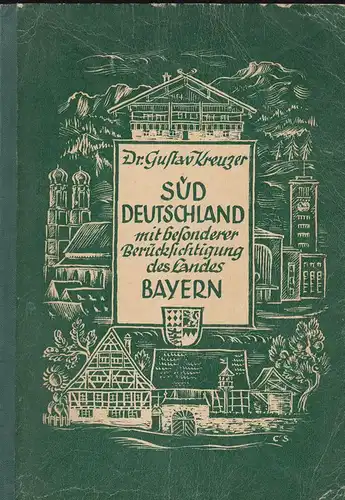 Dr. Gustav Kreuzer
SÜD
DEUTSCHLAND
mit besonderer
Berücksichtigung
des Landes
BAYERN
C S